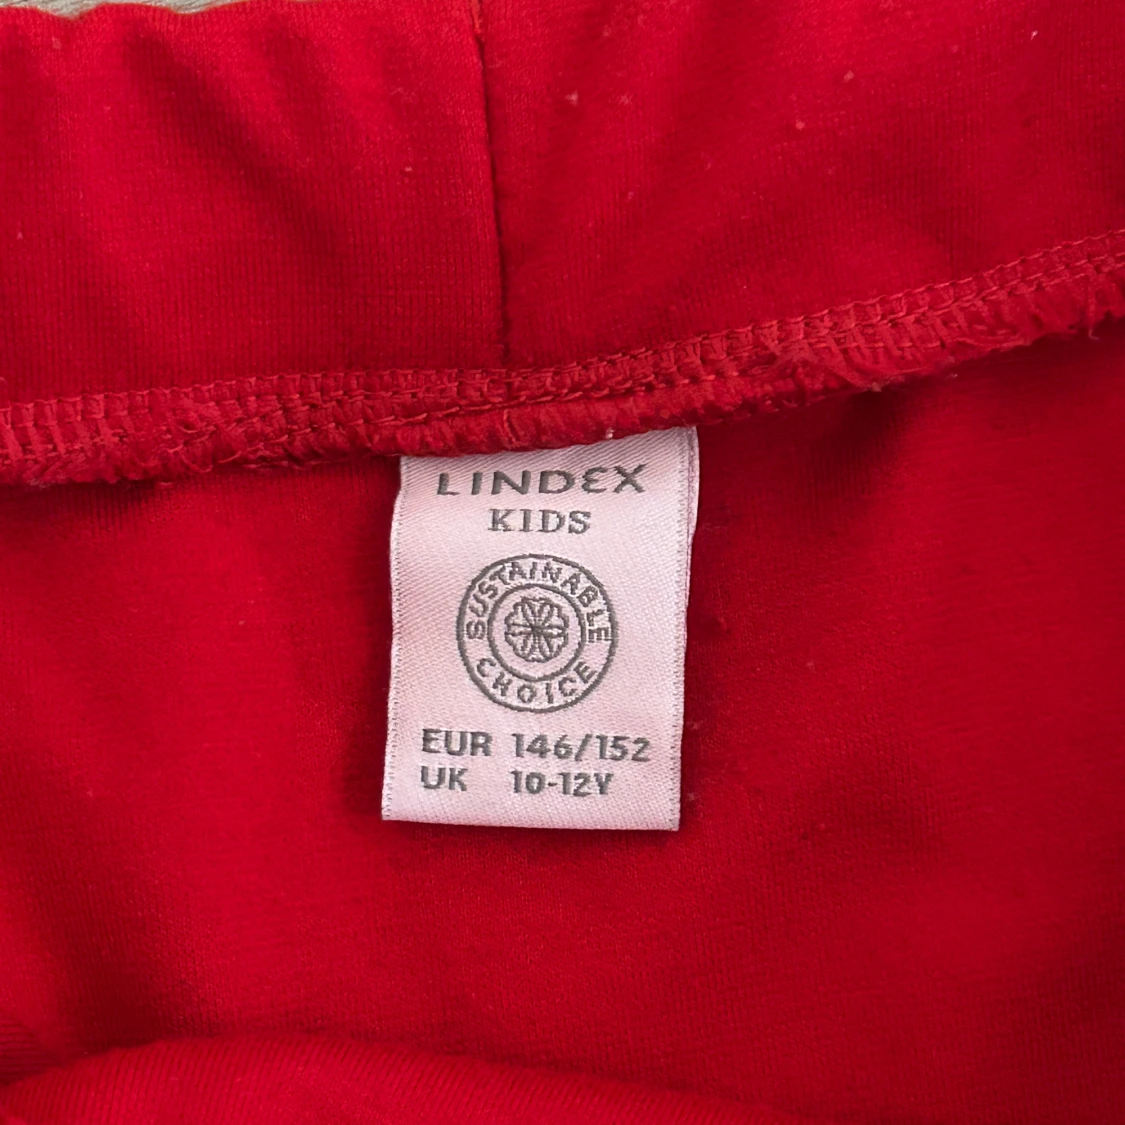 LINDEX
KIDS
SUSTAINABLE
CHOICE
EUR 146/152
UK 10-12Y